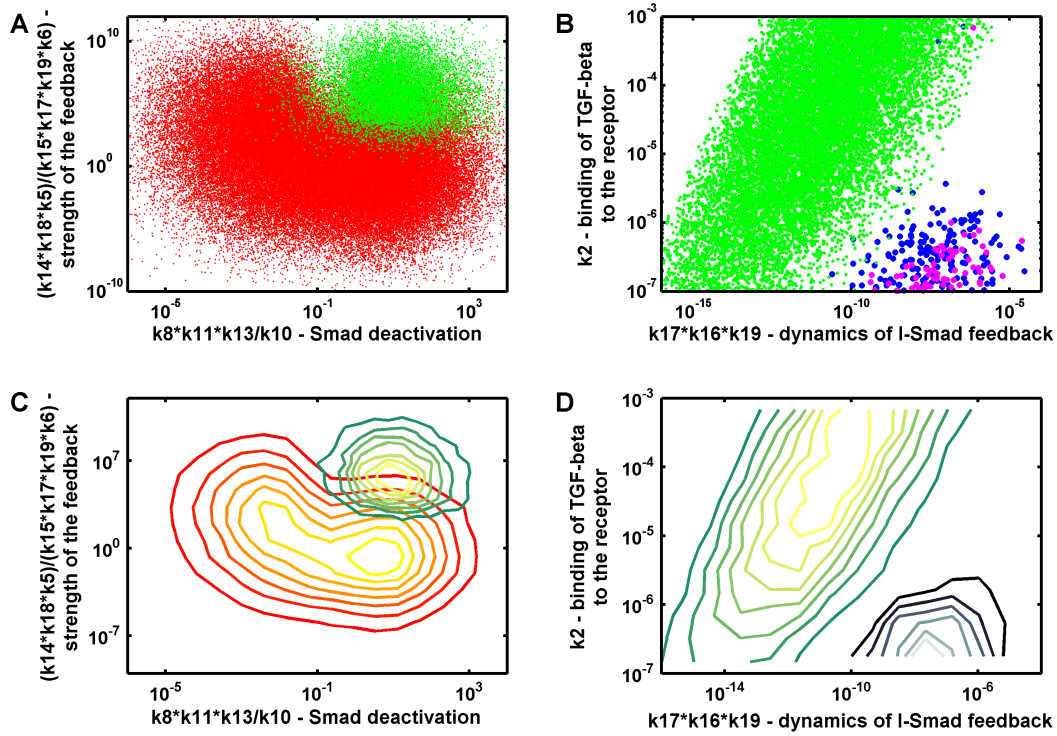 A
(k14*k18*k5)/(k15*k17*k19*k6) -
strength of the feedback
10^10
10^0
10^-10
10^-5
10^-1
10^3
k8*k11*k13/k10 - Smad deactivation
B
k2 - binding of TGF-beta
to the receptor
10^-3
10^-4
10^-5
10^-6
10^-7
10^-15
10^-10
10^-5
k17*k16*k19 - dynamics of I-Smad feedback
C
(k14*k18*k5)/(k15*k17*k19*k6) -
strength of the feedback
10^7
10^0
10^-7
10^-5
10^-1
10^3
k8*k11*k13/k10 - Smad deactivation
D
k2 - binding of TGF-beta
to the receptor
10^-3
10^-4
10^-5
10^-6
10^-7
10^-14
10^-10
10^-6
k17*k16*k19 - dynamics of I-Smad feedback